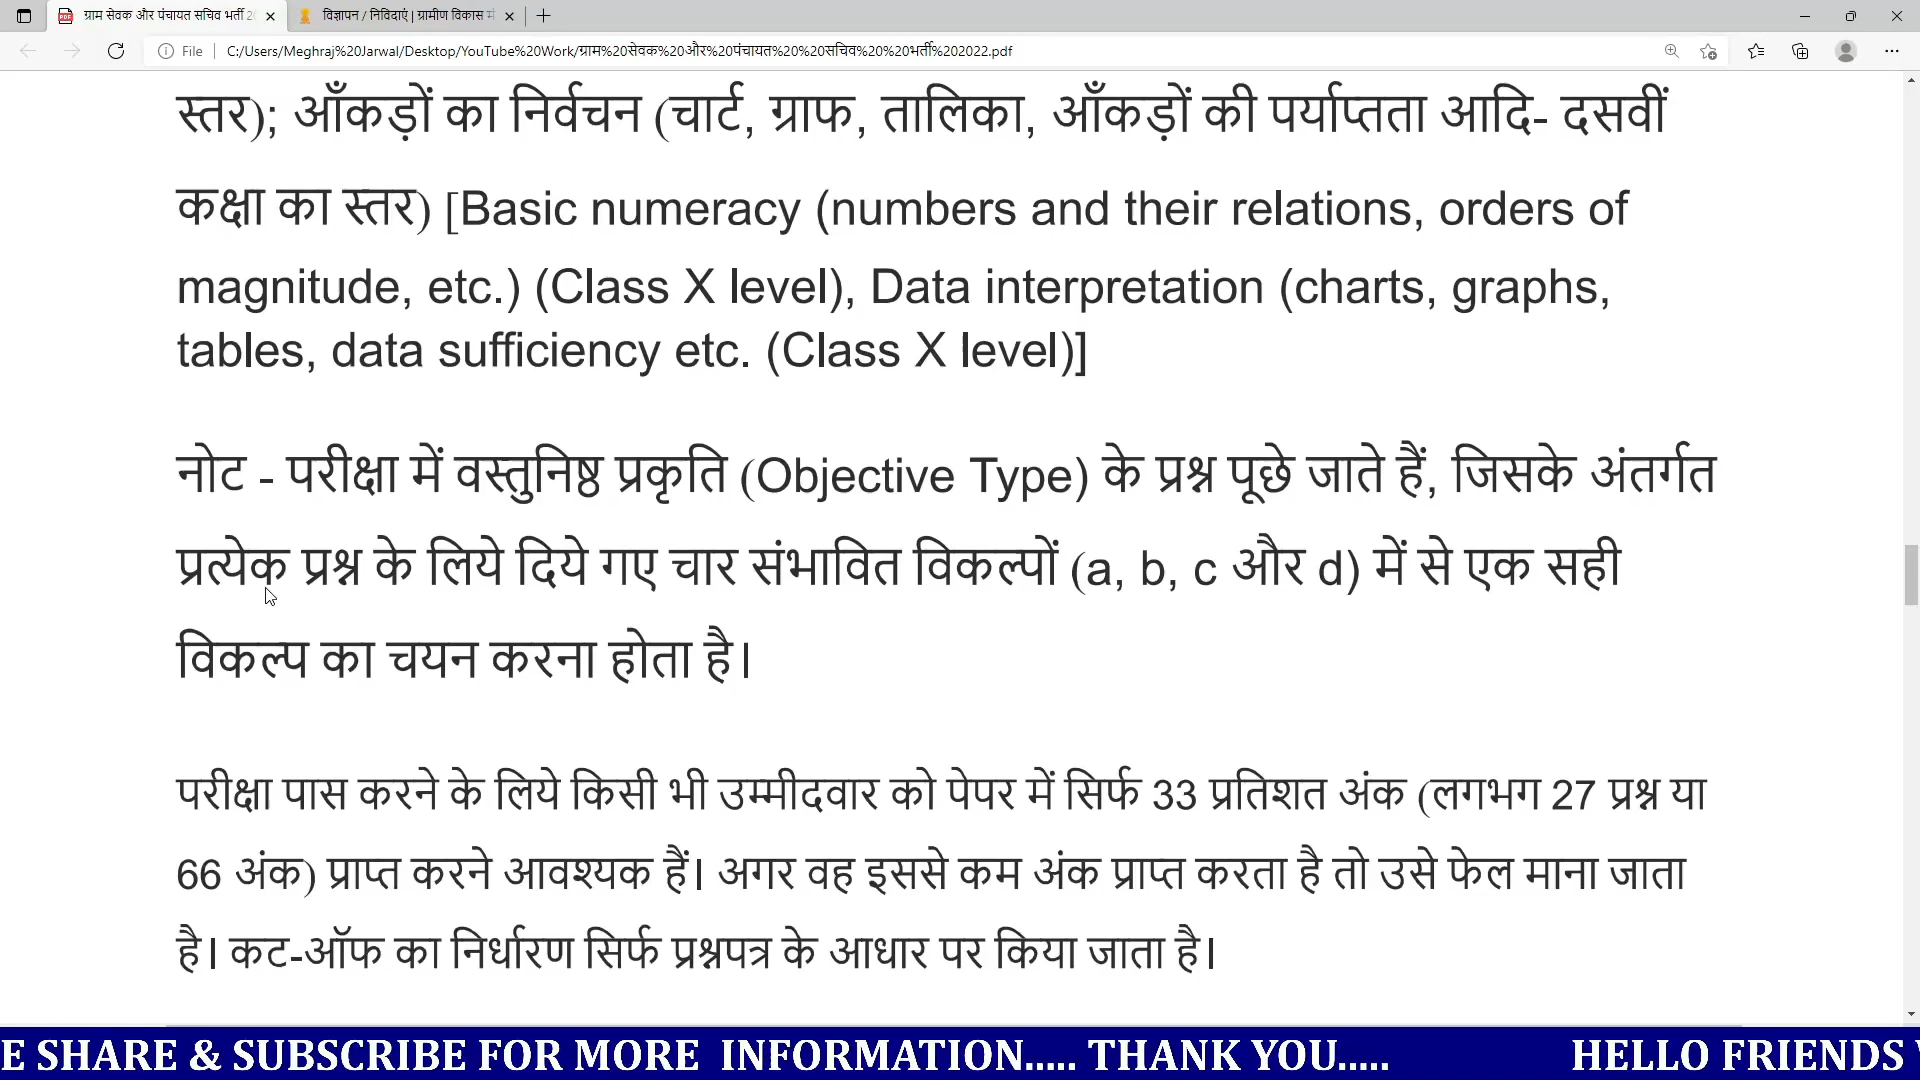 ग्राम सेवक और पंचायत सचिव भर्ती 2
विज्ञापन / निविदाएं | ग्रामीण विकास मं
File
C:/Users/Meghraj%20Jarwal/Desktop/YouTube%20Work/ग्राम%20सेवक%20और%20पंचायत%20%20सचिव%20%20भर्ती%202022.pdf
स्तर); आँकड़ों का निर्वचन (चार्ट, ग्राफ, तालिका, आँकड़ों की पर्याप्तता आदि- दसवीं
कक्षा का स्तर) [Basic numeracy (numbers and their relations, orders of
magnitude, etc.) (Class X level), Data interpretation (charts, graphs,
tables, data sufficiency etc. (Class X level)]
नोट - परीक्षा में वस्तुनिष्ठ प्रकृति (Objective Type) के प्रश्न पूछे जाते हैं, जिसके अंतर्गत
प्रत्येक प्रश्न के लिये दिये गए चार संभावित विकल्पों (a, b, c और d) में से एक सही
विकल्प का चयन करना होता है।
परीक्षा पास करने के लिये किसी भी उम्मीदवार को पेपर में सिर्फ 33 प्रतिशत अंक (लगभग 27 प्रश्न या
66 अंक) प्राप्त करने आवश्यक हैं। अगर वह इससे कम अंक प्राप्त करता है तो उसे फेल माना जाता
है। कट-ऑफ का निर्धारण सिर्फ प्रश्नपत्र के आधार पर किया जाता है।
E SHARE & SUBSCRIBE FOR MORE INFORMATION..... THANK YOU..... HELLO FRIENDS